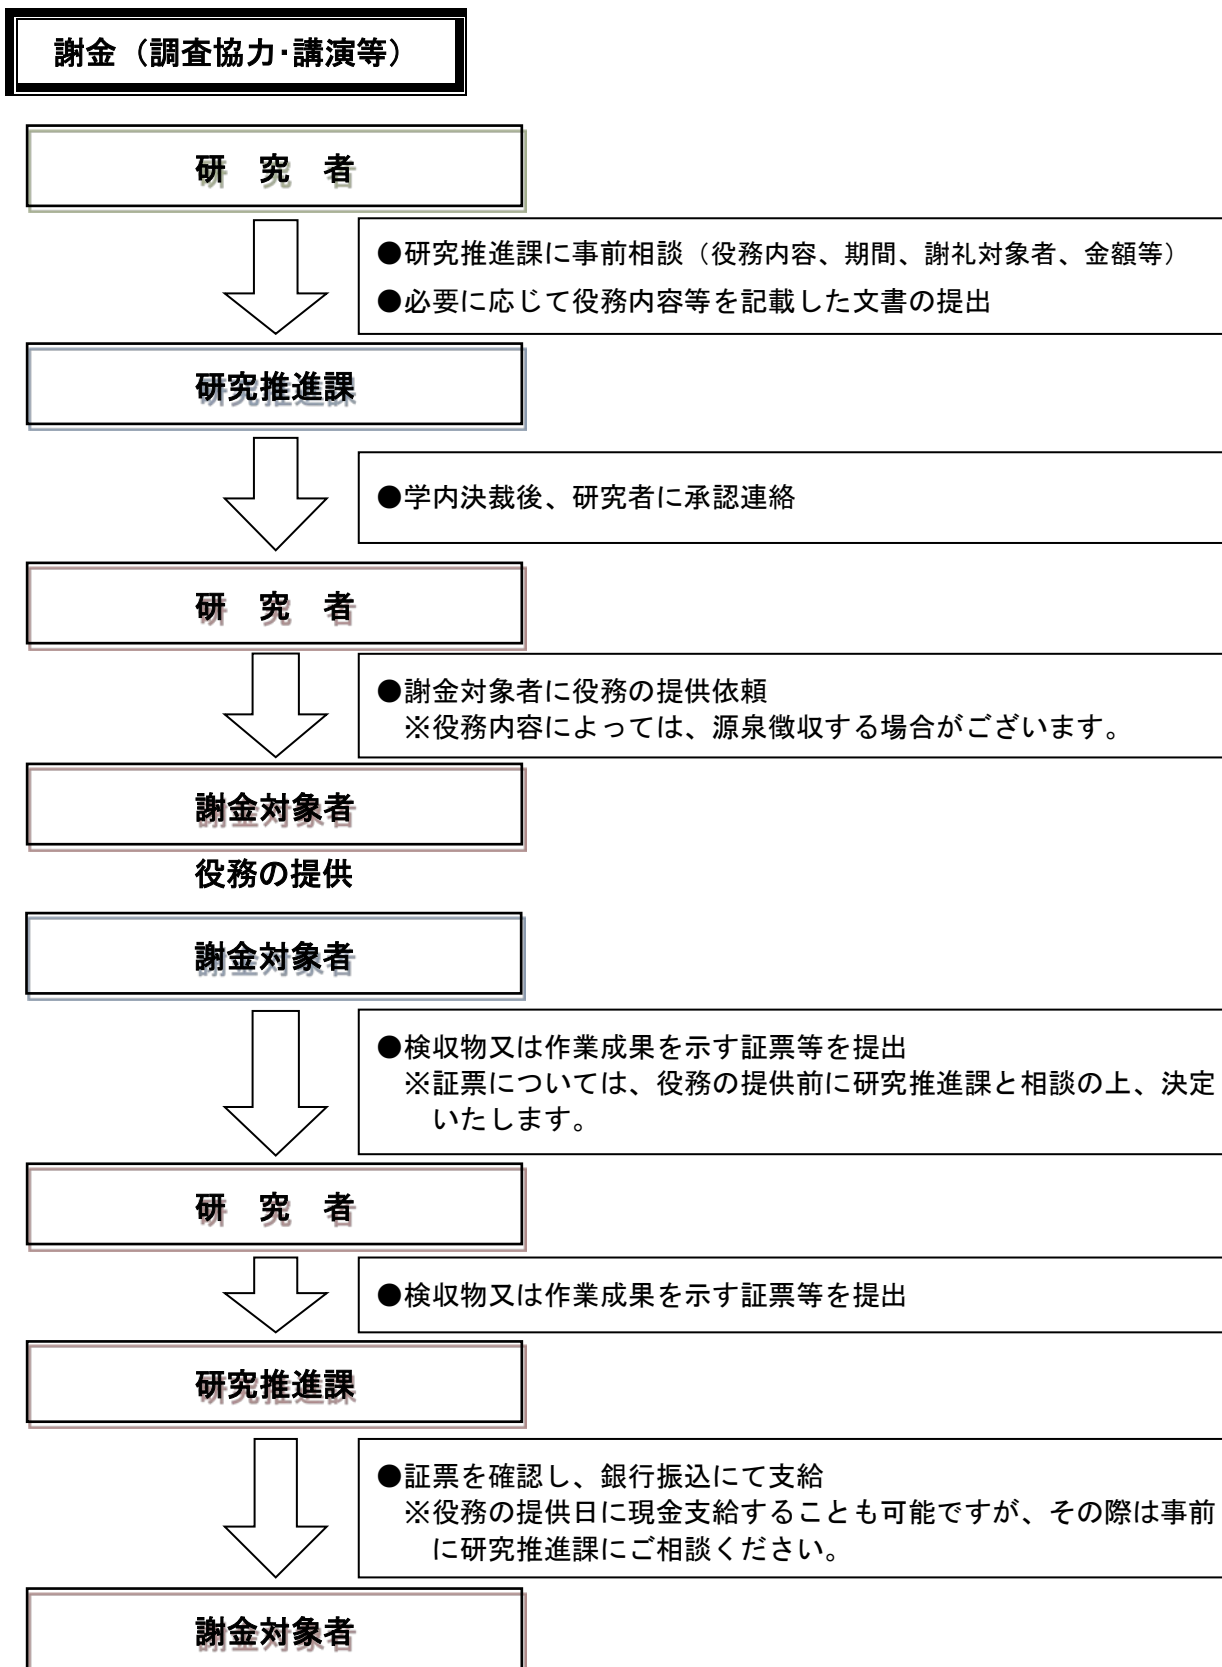 謝金（調査協力・講演等）
研　究　者
●研究推進課に事前相談（役務内容、期間、謝礼対象者、金額等）
●必要に応じて役務内容等を記載した文書の提出
研究推進課
●学内決裁後、研究者に承認連絡
研　究　者
●謝金対象者に役務の提供依頼
※役務内容によっては、源泉徴収する場合がございます。
謝金対象者
役務の提供
謝金対象者
●検収物又は作業成果を示す証票等を提出
※証票については、役務の提供前に研究推進課と相談の上、決定
いたします。
研　究　者
●検収物又は作業成果を示す証票等を提出
研究推進課
●証票を確認し、銀行振込にて支給
※役務の提供日に現金支給することも可能ですが、その際は事前
に研究推進課にご相談ください。
謝金対象者